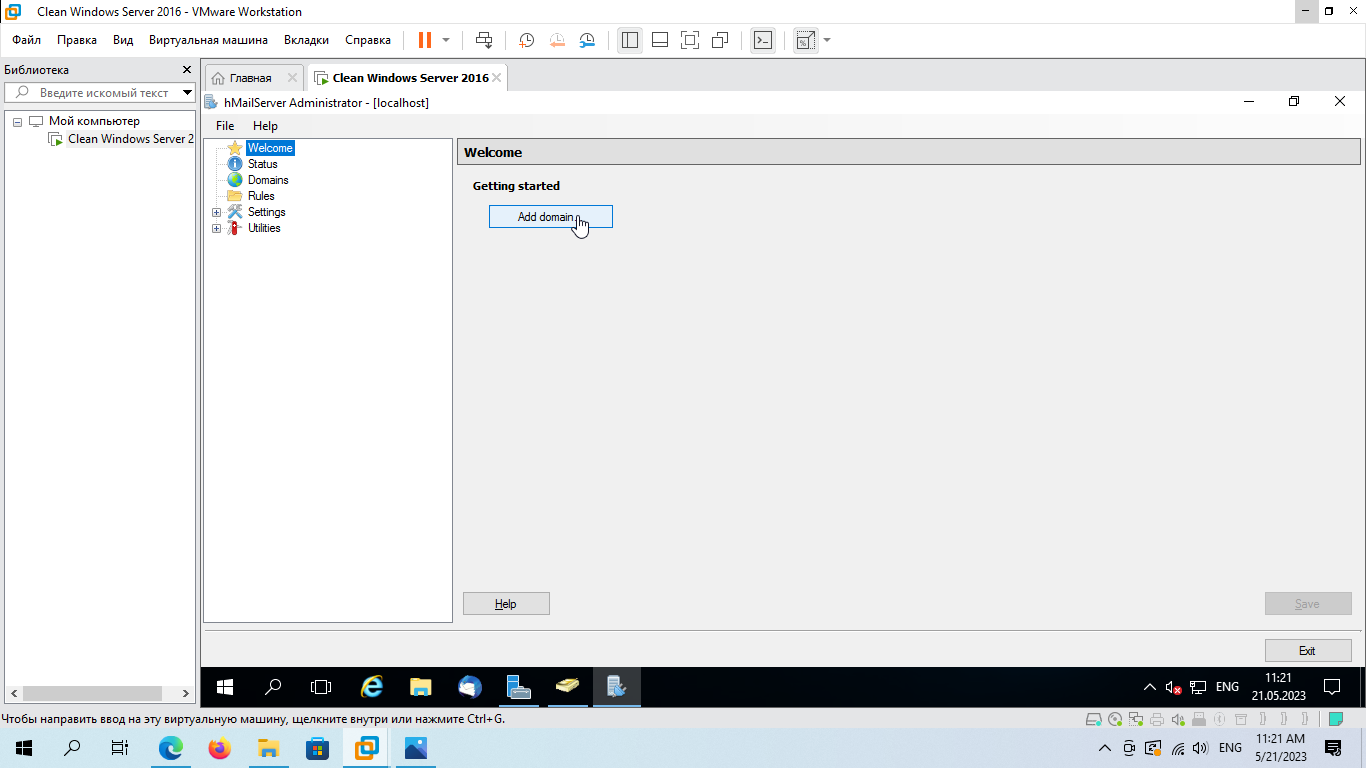 Clean Windows Server 2016 - VMware Workstation
Файл Правка Вид Виртуальная машина Вкладки Справка
Библиотека
Введите искомый текст
Мой компьютер
Clean Windows Server 2
Главная
Clean Windows Server 2016
hMailServer Administrator - [localhost]
File Help
Welcome
Status
Domains
Rules
Settings
Utilities
Welcome
Getting started
Add domain...
Help
Save
Exit
ENG
11:21
21.05.2023
Чтобы направить ввод на эту виртуальную машину, щелкните внутри или нажмите Ctrl+G.
ENG
11:21 AM
5/21/2023